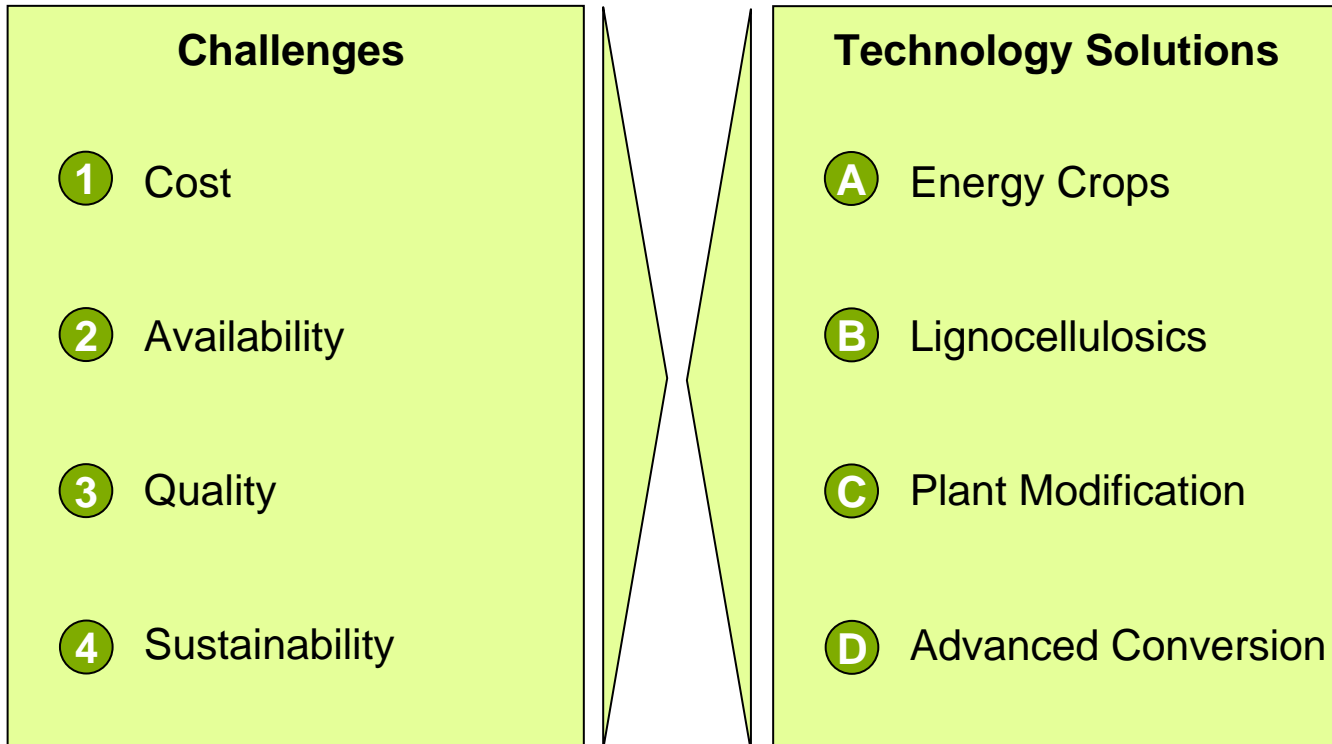 Challenges
1 Cost
2 Availability
3 Quality
4 Sustainability
Technology Solutions
A Energy Crops
B Lignocellulosics
C Plant Modification
D Advanced Conversion